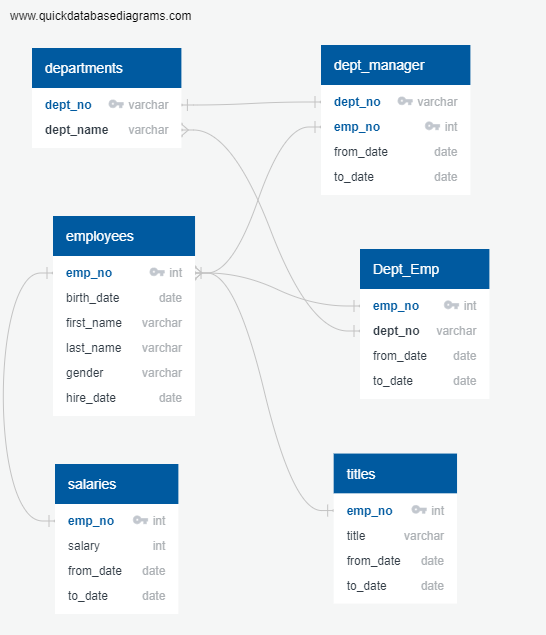 www.quickdatabasediagrams.com
departments
dept_no varchar
dept_name varchar
dept_manager
dept_no varchar
emp_no int
from_date date
to_date date
employees
emp_no int
birth_date date
first_name varchar
last_name varchar
gender varchar
hire_date date
Dept_Emp
emp_no int
dept_no varchar
from_date date
to_date date
salaries
emp_no int
salary int
from_date date
to_date date
titles
emp_no int
title varchar
from_date date
to_date date